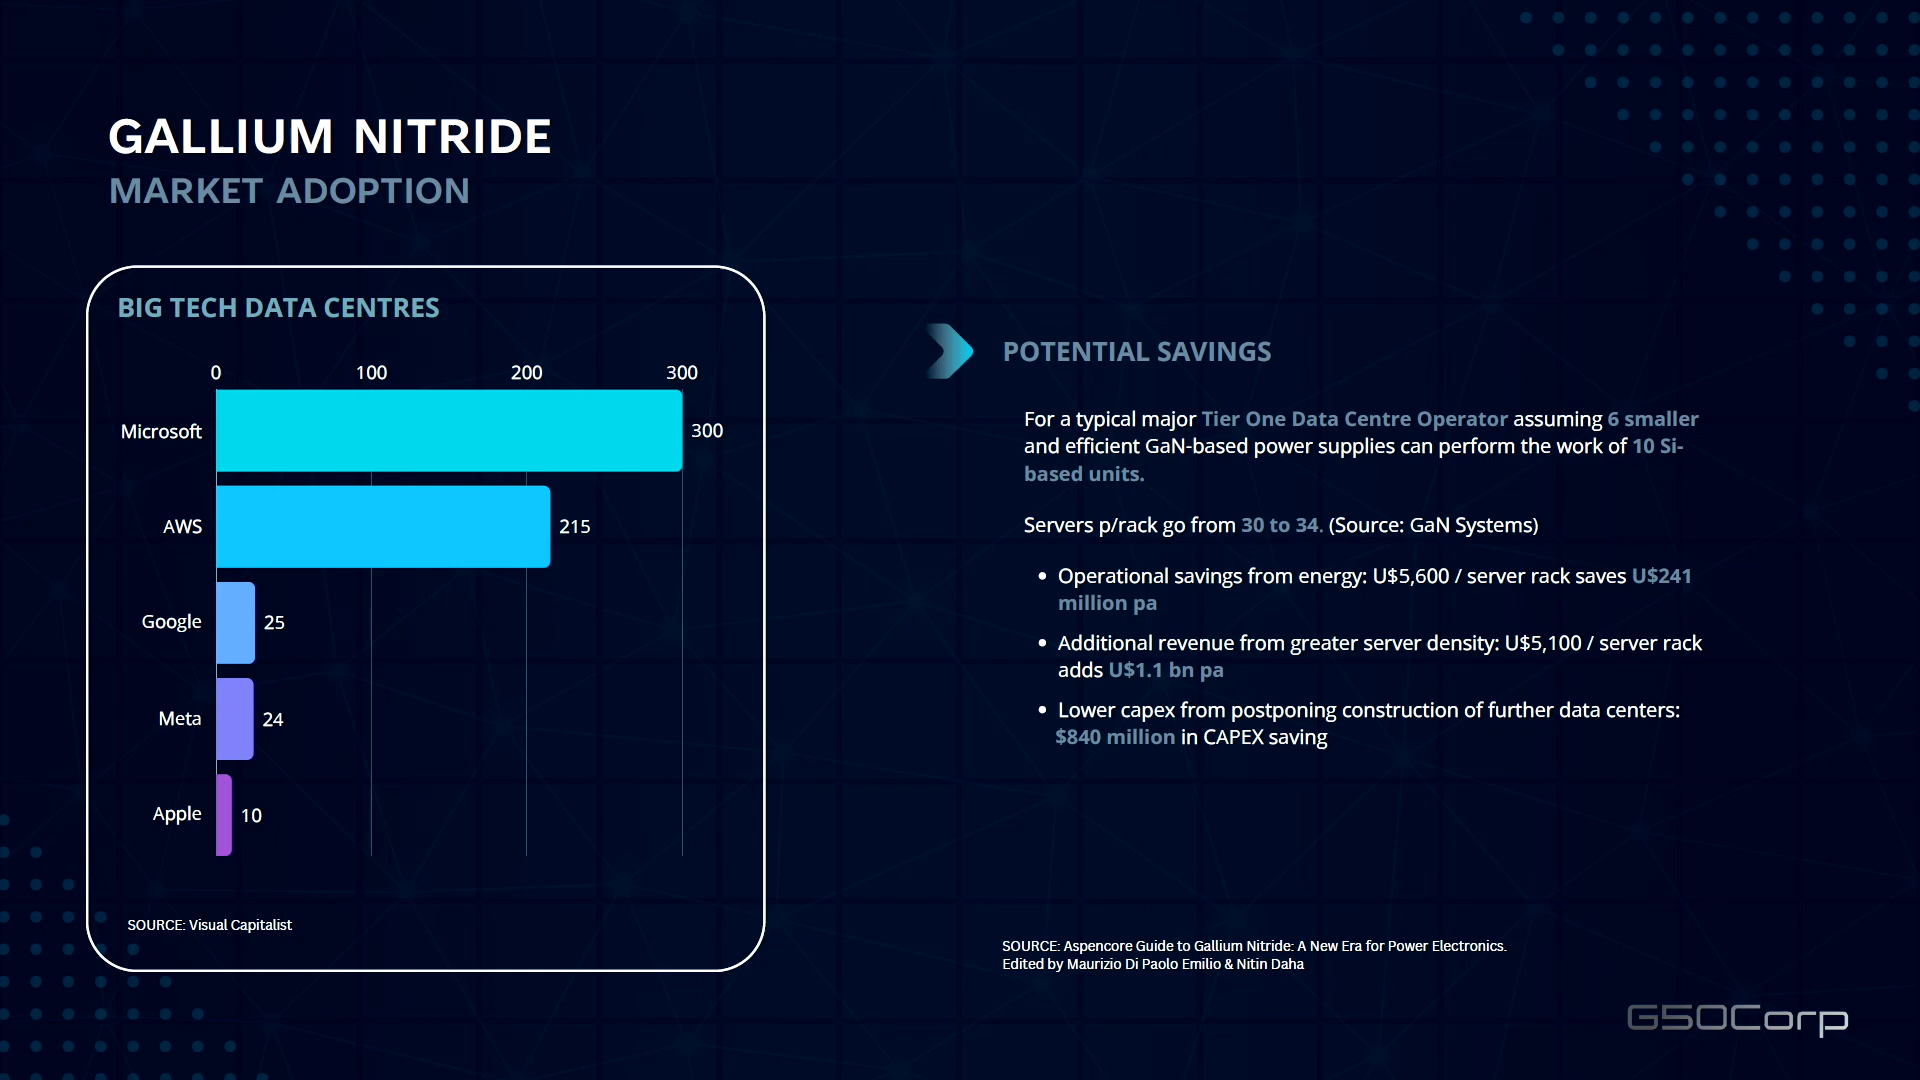 GALLIUM NITRIDE
MARKET ADOPTION
BIG TECH DATA CENTRES
0 100 200 300
Microsoft 300
AWS 215
Google 25
Meta 24
Apple 10
SOURCE: Visual Capitalist
POTENTIAL SAVINGS
For a typical major Tier One Data Centre Operator assuming 6 smaller
and efficient GaN-based power supplies can perform the work of 10 Si-
based units.
Servers p/rack go from 30 to 34. (Source: GaN Systems)
• Operational savings from energy: U$5,600 / server rack saves U$241
million pa
• Additional revenue from greater server density: U$5,100 / server rack
adds U$1.1 bn pa
• Lower capex from postponing construction of further data centers:
$840 million in CAPEX saving
SOURCE: Aspencore Guide to Gallium Nitride: A New Era for Power Electronics.
Edited by Maurizio Di Paolo Emilio & Nitin Daha
G50Corp